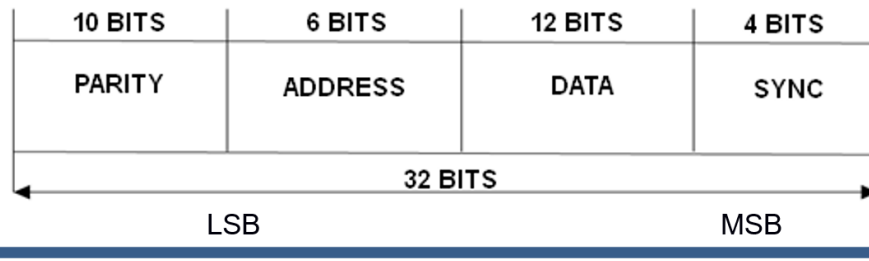 10 BITS 6 BITS 12 BITS 4 BITS
PARITY ADDRESS DATA SYNC
32 BITS
LSB MSB